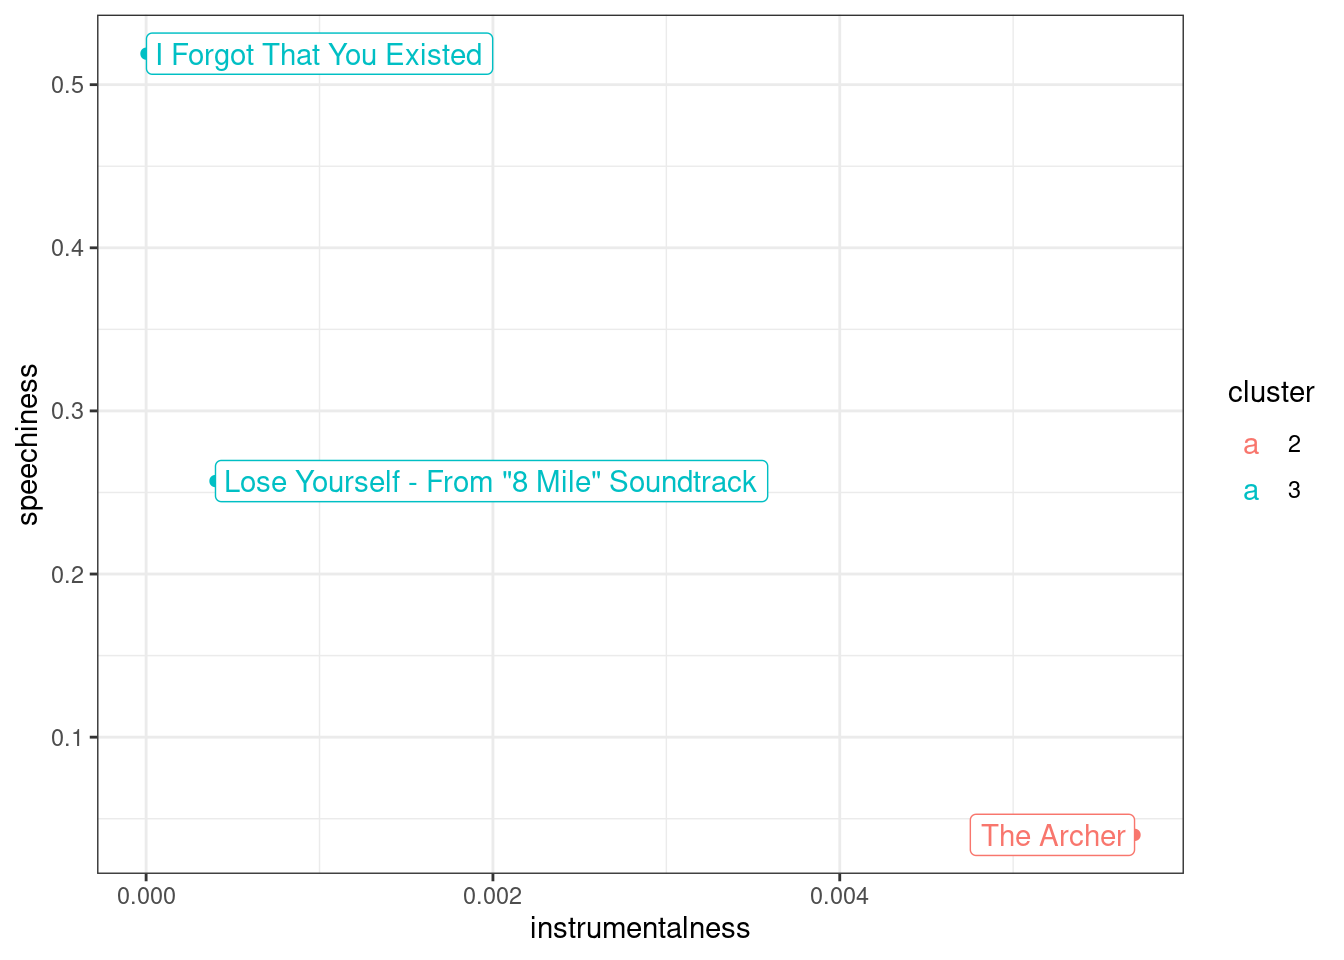 I Forgot That You Existed
0.5
0.4
0.3
Lose Yourself - From "8 Mile" Soundtrack
0.2
0.1
The Archer
speechiness
0.000
0.002
0.004
instrumentalness
cluster
a 2
a 3